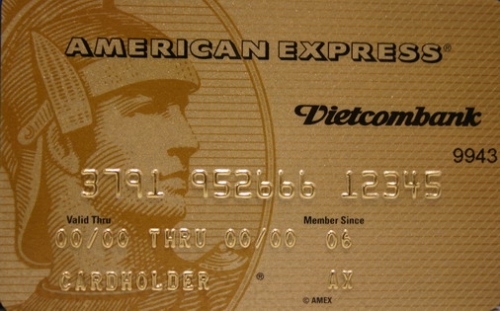 AMERICAN EXPRESS®
Vietcombank
9943
3791 952666 12345
Valid Thru Member Since
00/00 THRU 00/00 06
CARDHOLDER ® AX
© AMEX